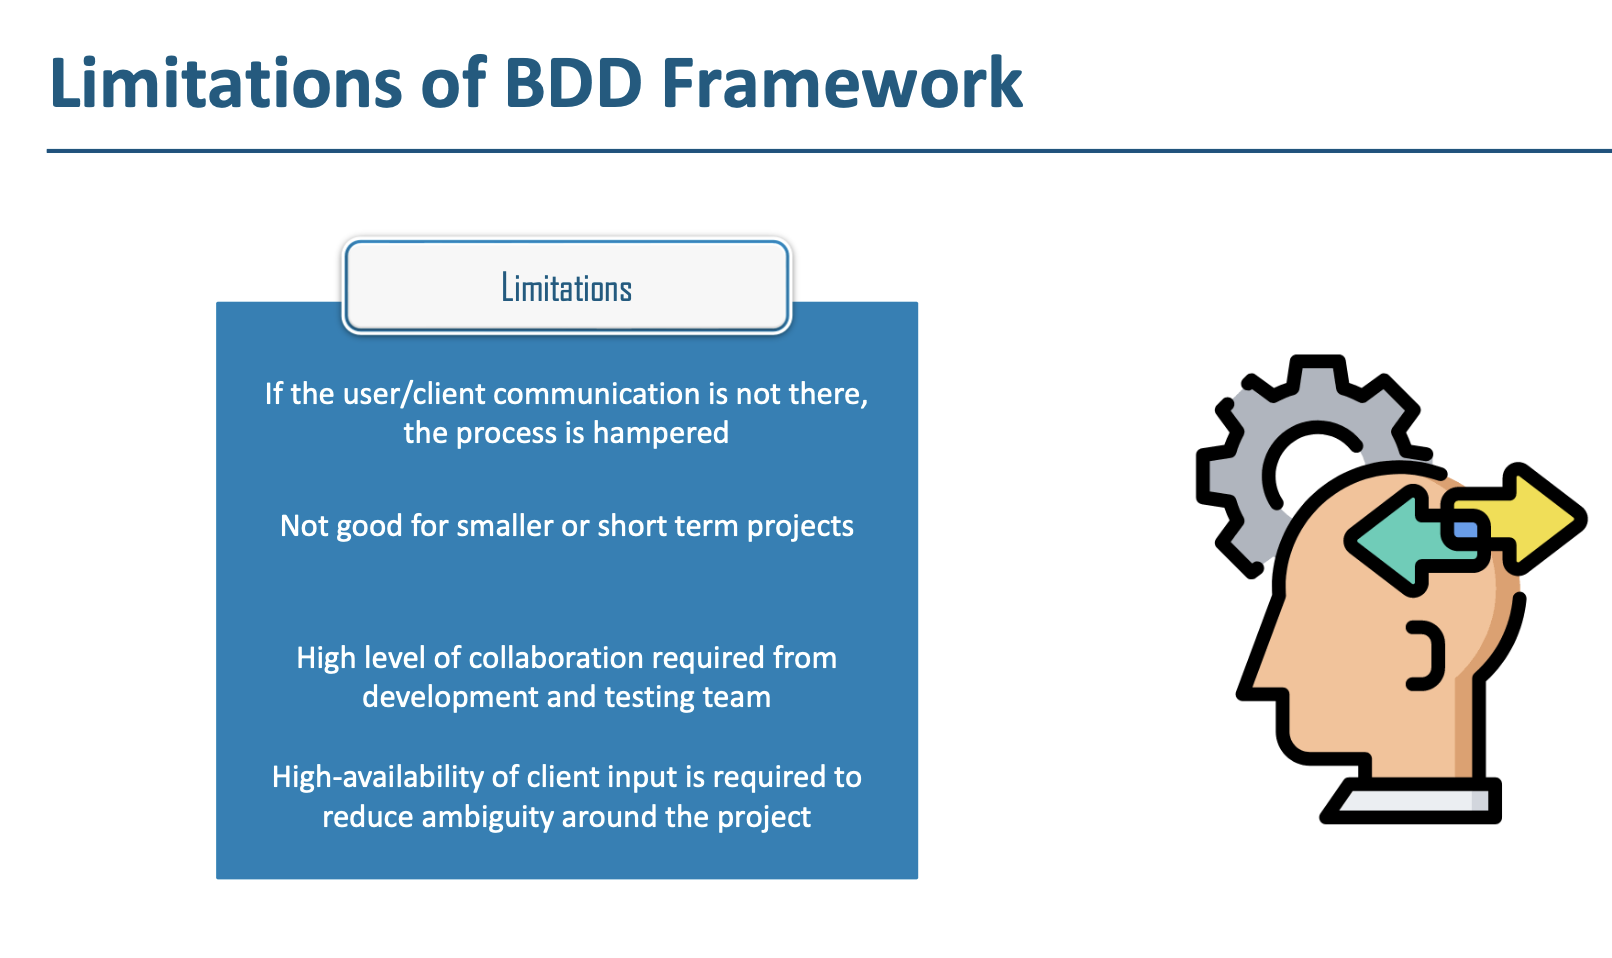 Limitations of BDD Framework
Limitations
If the user/client communication is not there,
the process is hampered
Not good for smaller or short term projects
High level of collaboration required from
development and testing team
High-availability of client input is required to
reduce ambiguity around the project